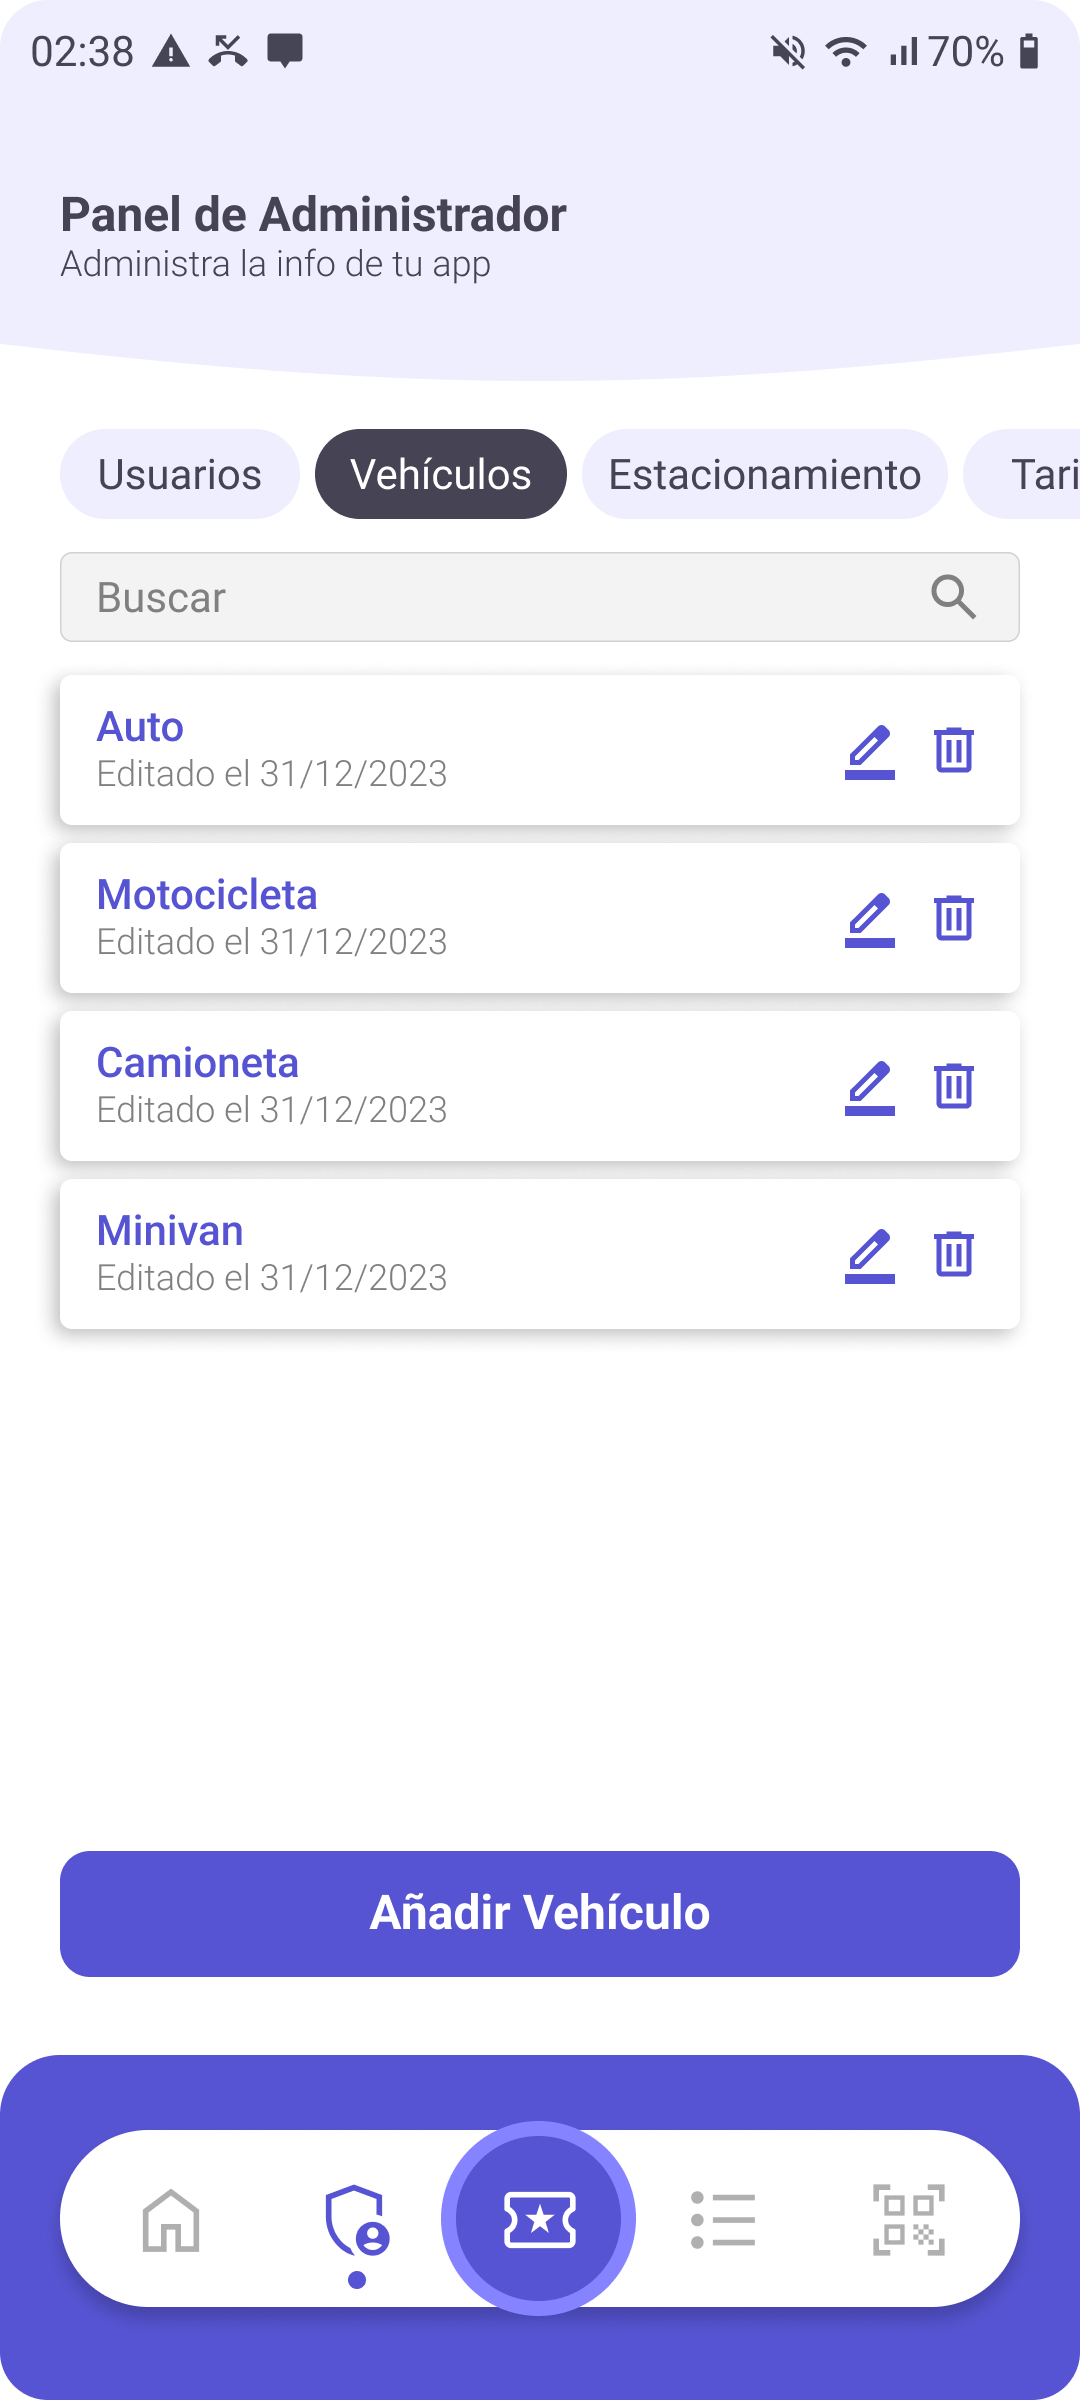 02:38
70%
Panel de Administrador
Administra la info de tu app
Usuarios
Vehículos
Estacionamiento
Tari
Buscar
Auto
Editado el 31/12/2023
Motocicleta
Editado el 31/12/2023
Camioneta
Editado el 31/12/2023
Minivan
Editado el 31/12/2023
Añadir Vehículo